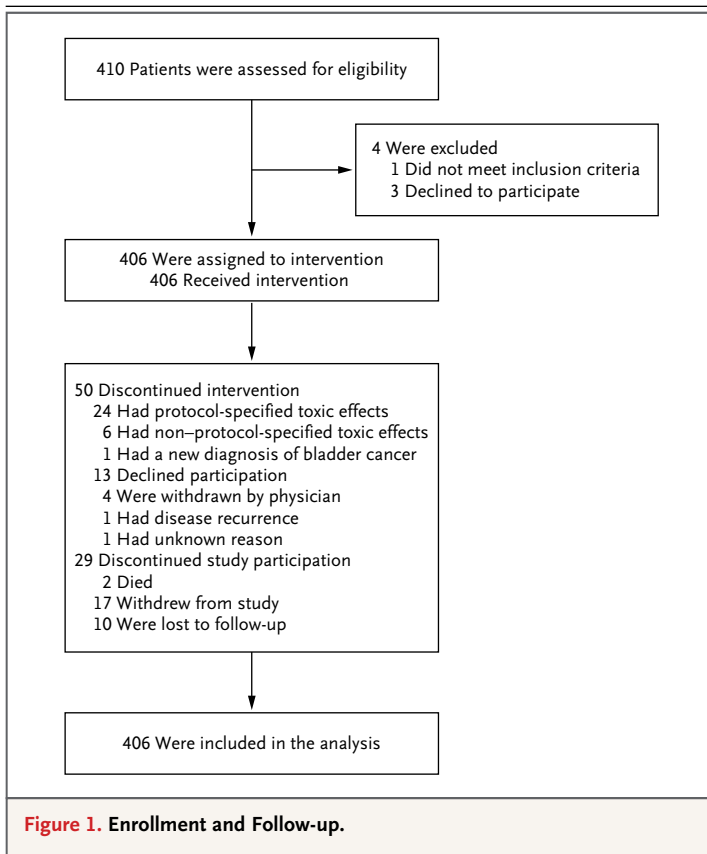 410 Patients were assessed for eligibility
4 Were excluded
1 Did not meet inclusion criteria
3 Declined to participate
406 Were assigned to intervention
406 Received intervention
50 Discontinued intervention
24 Had protocol-specified toxic effects
6 Had non–protocol-specified toxic effects
1 Had a new diagnosis of bladder cancer
13 Declined participation
4 Were withdrawn by physician
1 Had disease recurrence
1 Had unknown reason
29 Discontinued study participation
2 Died
17 Withdrew from study
10 Were lost to follow-up
406 Were included in the analysis
Figure 1. Enrollment and Follow-up.